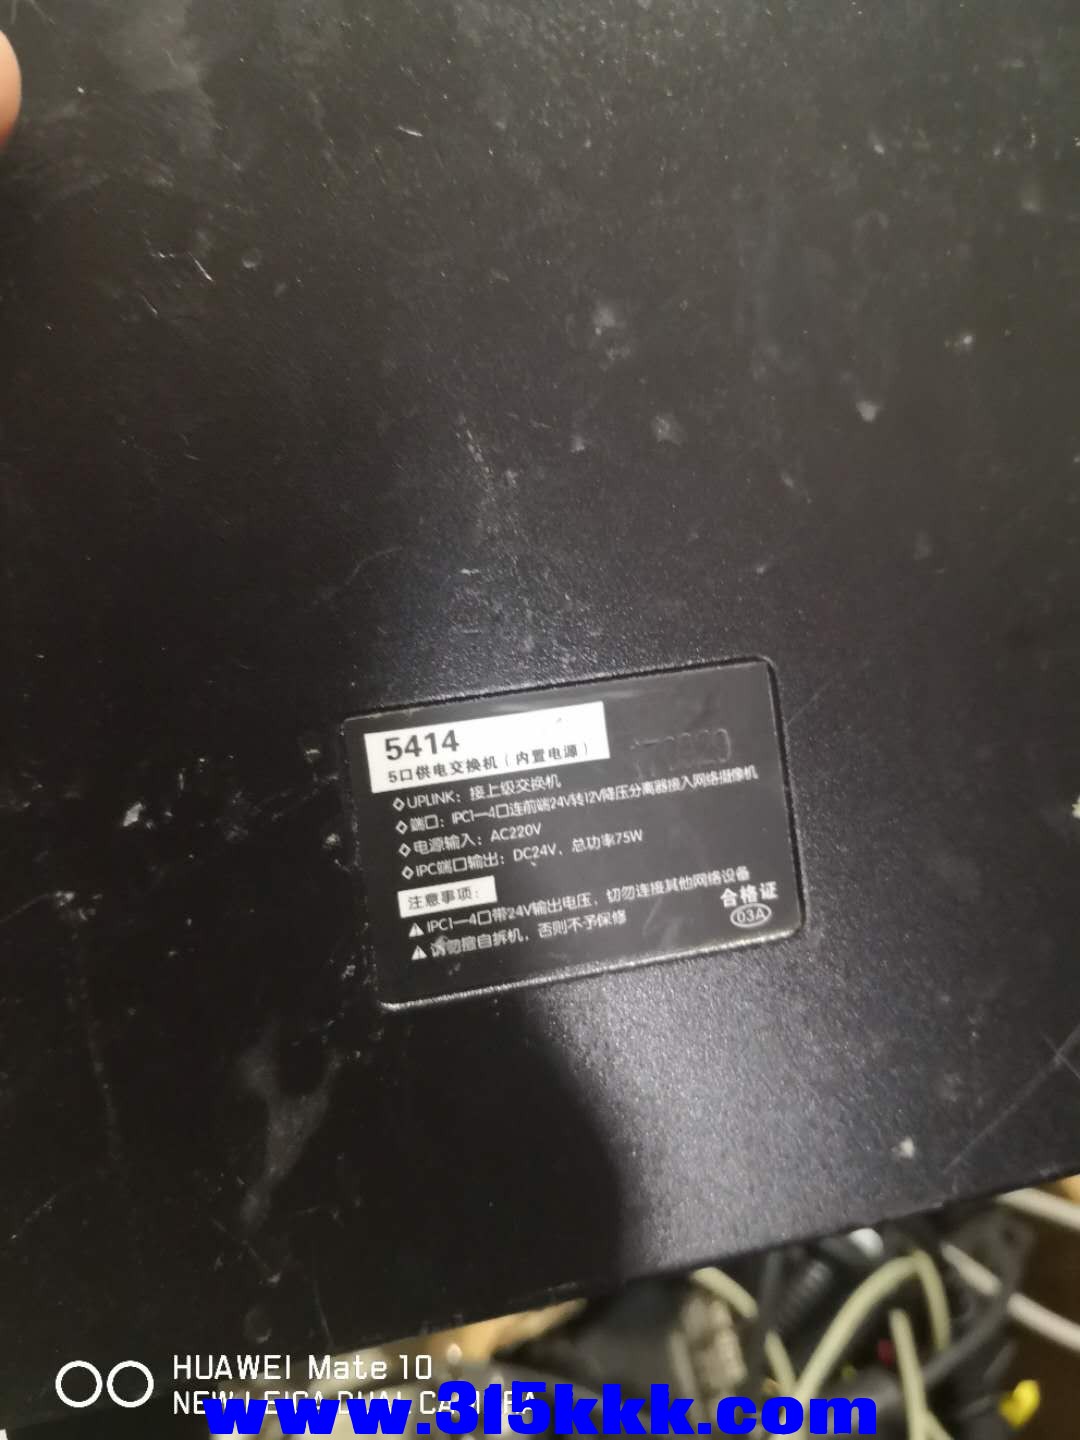 5414
5口供电交换机（内置电源）
◇UPLINK：接上级交换机
◇端口：IPC1—4口连前端24V转12V降压分离器接入网络摄像机
◇电源输入：AC220V
◇IPC端口输出：DC24V、总功率75W
注意事项：
⚠IPC1—4口带24V输出电压，切勿连接其他网络设备
⚠请勿擅自拆机，否则不予保修
合格证
03A
HUAWEI Mate 10
NEW LEICA DUAL CAMERA
www.315kkk.com